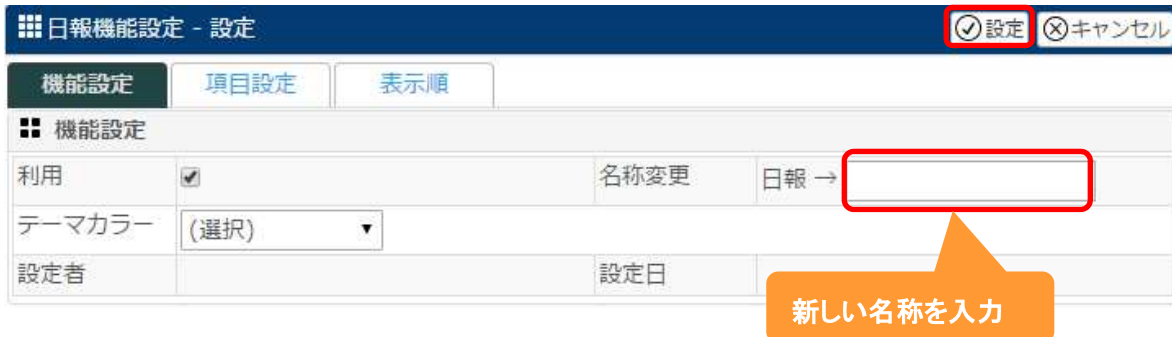 日報機能設定 - 設定 設定 キャンセル
機能設定 項目設定 表示順
機能設定
利用 名称変更 日報 →
テーマカラー (選択)
設定者 設定日
新しい名称を入力